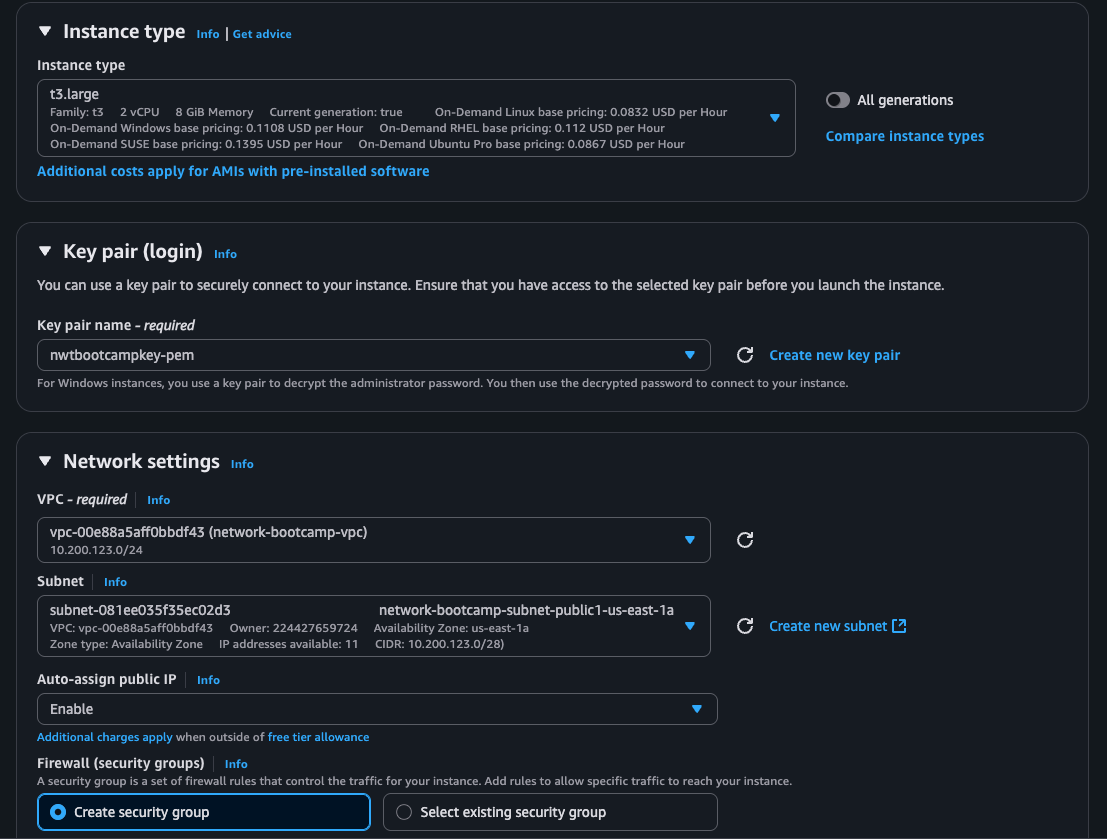 Instance type Info | Get advice
Instance type
t3.large
Family: t3 2 vCPU 8 GiB Memory Current generation: true On-Demand Linux base pricing: 0.0832 USD per Hour
On-Demand Windows base pricing: 0.1108 USD per Hour On-Demand RHEL base pricing: 0.112 USD per Hour
On-Demand SUSE base pricing: 0.1395 USD per Hour On-Demand Ubuntu Pro base pricing: 0.0867 USD per Hour
All generations
Compare instance types
Additional costs apply for AMIs with pre-installed software
Key pair (login) Info
You can use a key pair to securely connect to your instance. Ensure that you have access to the selected key pair before you launch the instance.
Key pair name - required
nwtbootcampkey-pem
Create new key pair
For Windows instances, you use a key pair to decrypt the administrator password. You then use the decrypted password to connect to your instance.
Network settings Info
VPC - required Info
vpc-00e88a5aff0bbdf43 (network-bootcamp-vpc)
10.200.123.0/24
Subnet Info
subnet-081ee035f35ec02d3 network-bootcamp-subnet-public1-us-east-1a
VPC: vpc-00e88a5aff0bbdf43 Owner: 224427659724 Availability Zone: us-east-1a
Zone type: Availability Zone IP addresses available: 11 CIDR: 10.200.123.0/28)
Create new subnet
Auto-assign public IP Info
Enable
Additional charges apply when outside of free tier allowance
Firewall (security groups) Info
A security group is a set of firewall rules that control the traffic for your instance. Add rules to allow specific traffic to reach your instance.
Create security group Select existing security group